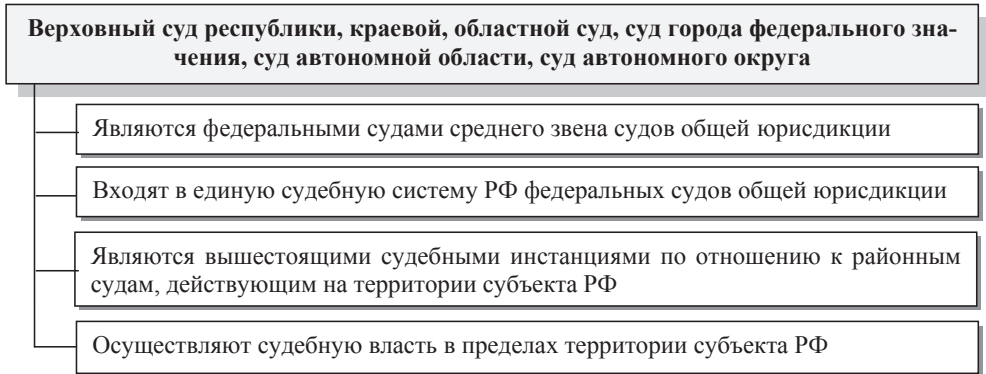 Верховный суд республики, краевой, областной суд, суд города федерального зна-
чения, суд автономной области, суд автономного округа
Являются федеральными судами среднего звена судов общей юрисдикции
Входят в единую судебную систему РФ федеральных судов общей юрисдикции
Являются вышестоящими судебными инстанциями по отношению к районным
судам, действующим на территории субъекта РФ
Осуществляют судебную власть в пределах территории субъекта РФ